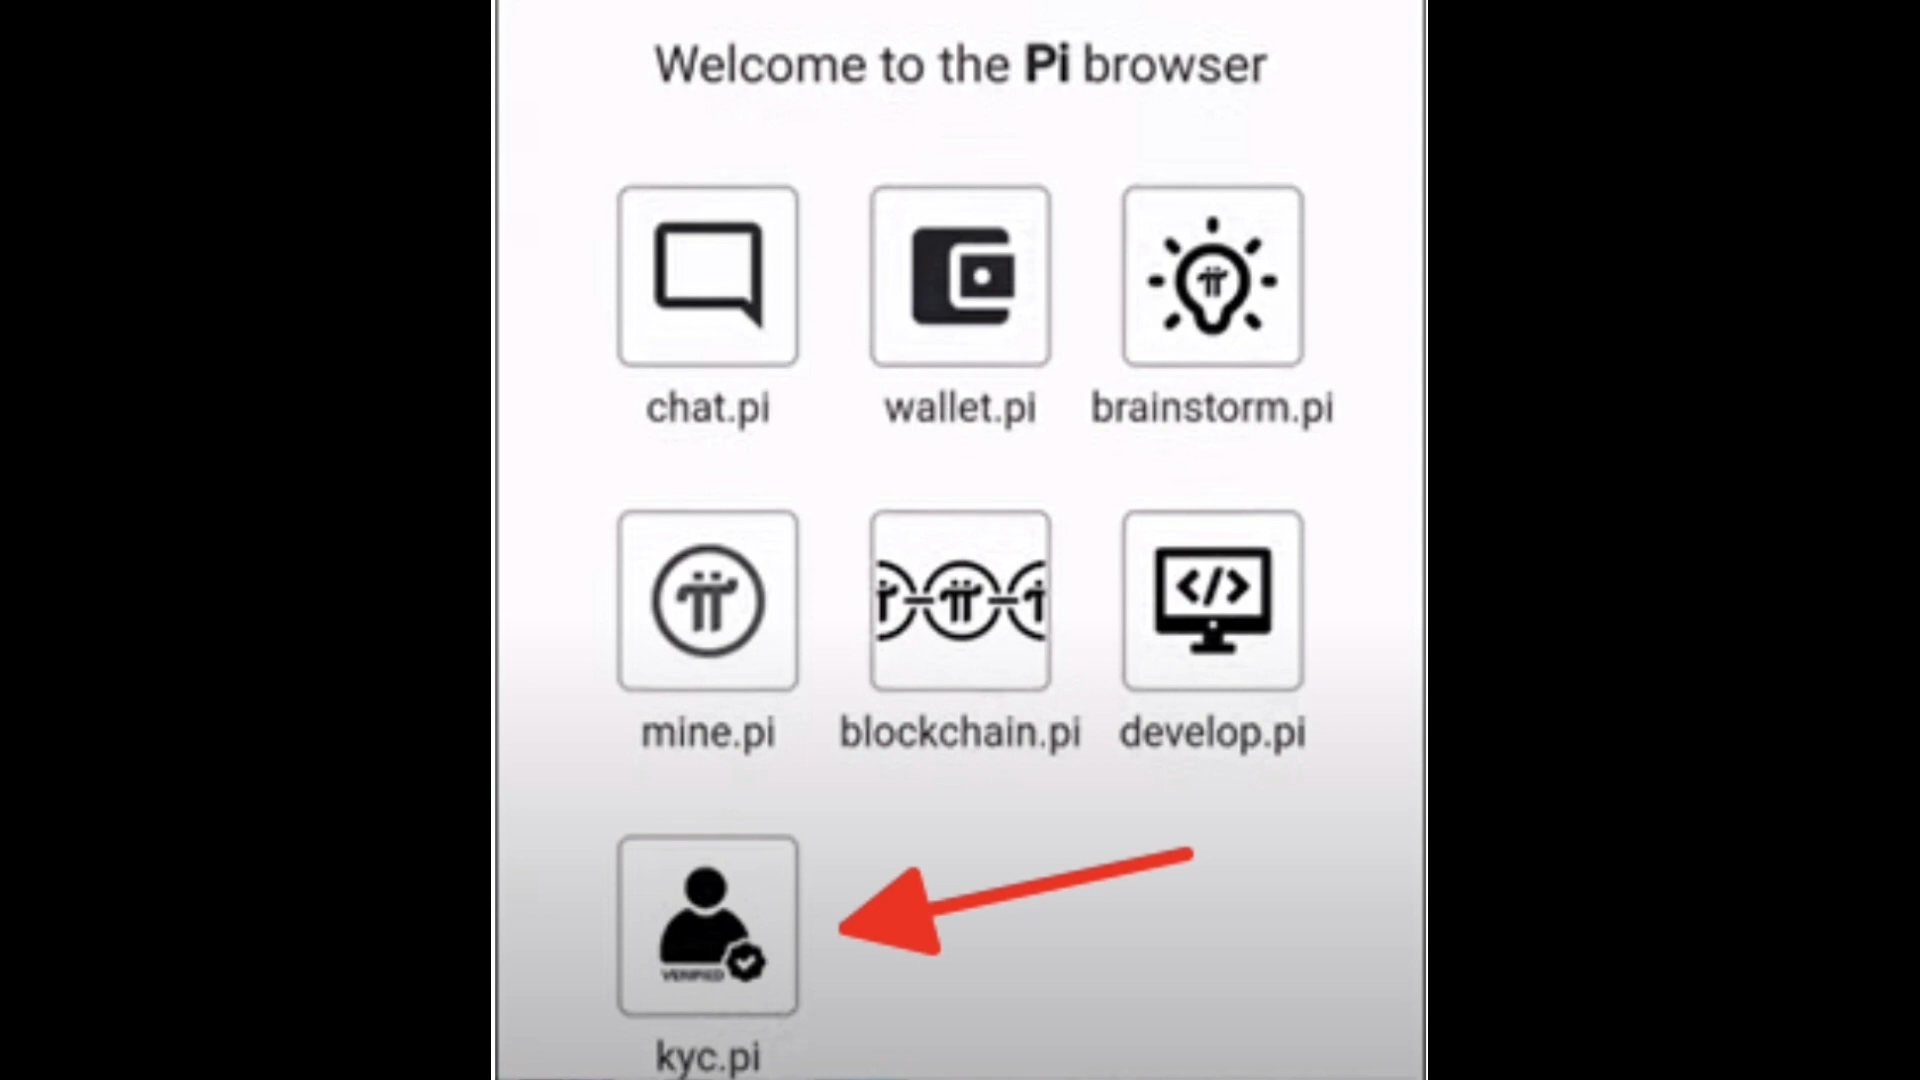 Welcome to the Pi browser
chat.pi
wallet.pi
brainstorm.pi
mine.pi
blockchain.pi
develop.pi
VERIFIED
kyc.pi